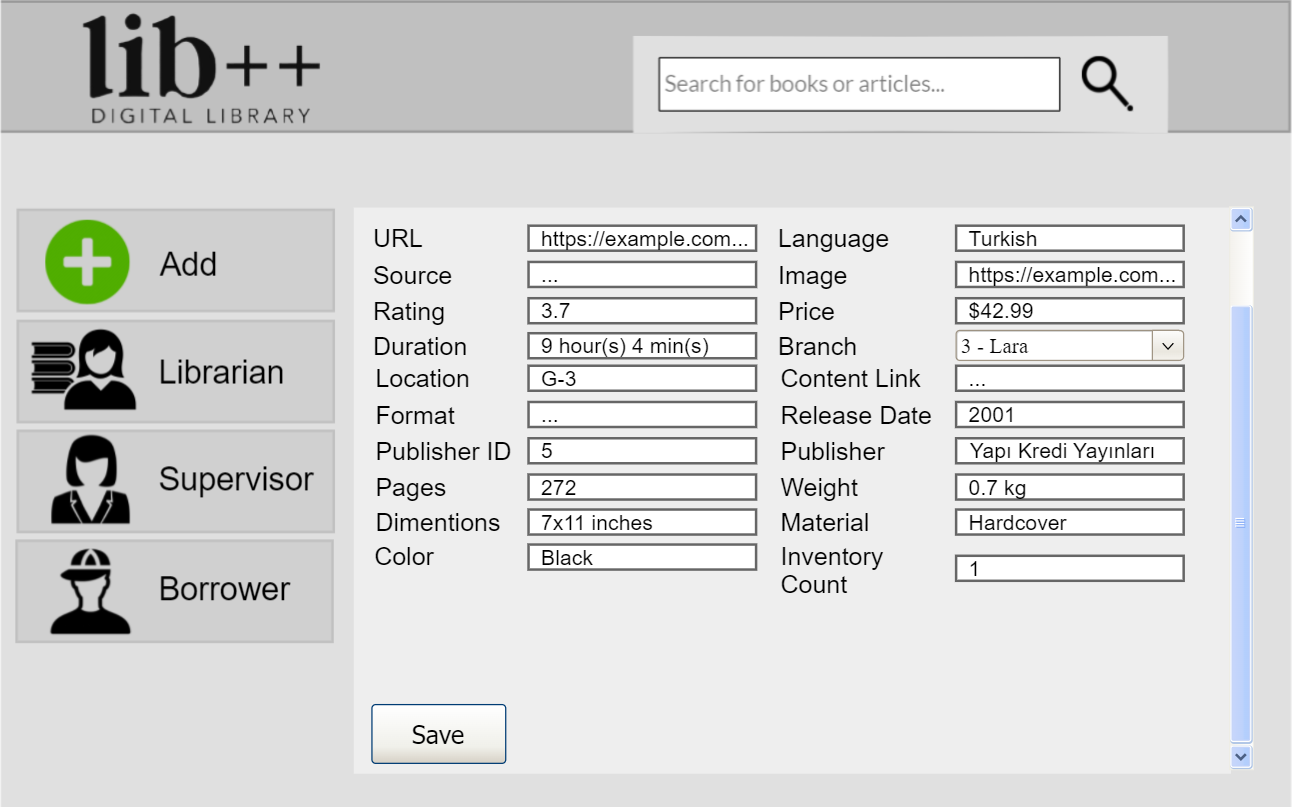 lib++
DIGITAL LIBRARY
Search for books or articles...
Add
Librarian
Supervisor
Borrower
URL https://example.com... Language Turkish
Source ... Image https://example.com...
Rating 3.7 Price $42.99
Duration 9 hour(s) 4 min(s) Branch 3 - Lara
Location G-3 Content Link ...
Format ... Release Date 2001
Publisher ID 5 Publisher Yapı Kredi Yayınları
Pages 272 Weight 0.7 kg
Dimentions 7x11 inches Material Hardcover
Color Black Inventory
Count 1
Save